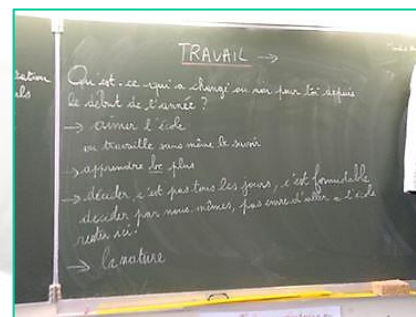 TRAVAIL →
Qu'est-ce qui a changé ou non pour toi depuis
le début de l'année ?
→ aimer l'école
on travaille sans même le savoir
→ apprendre bc plus
→ décider, c'est pas tous les jours, c'est formidable
décider par nous-mêmes, pas envie d'aller à l'école
rester ici.
→ la nature